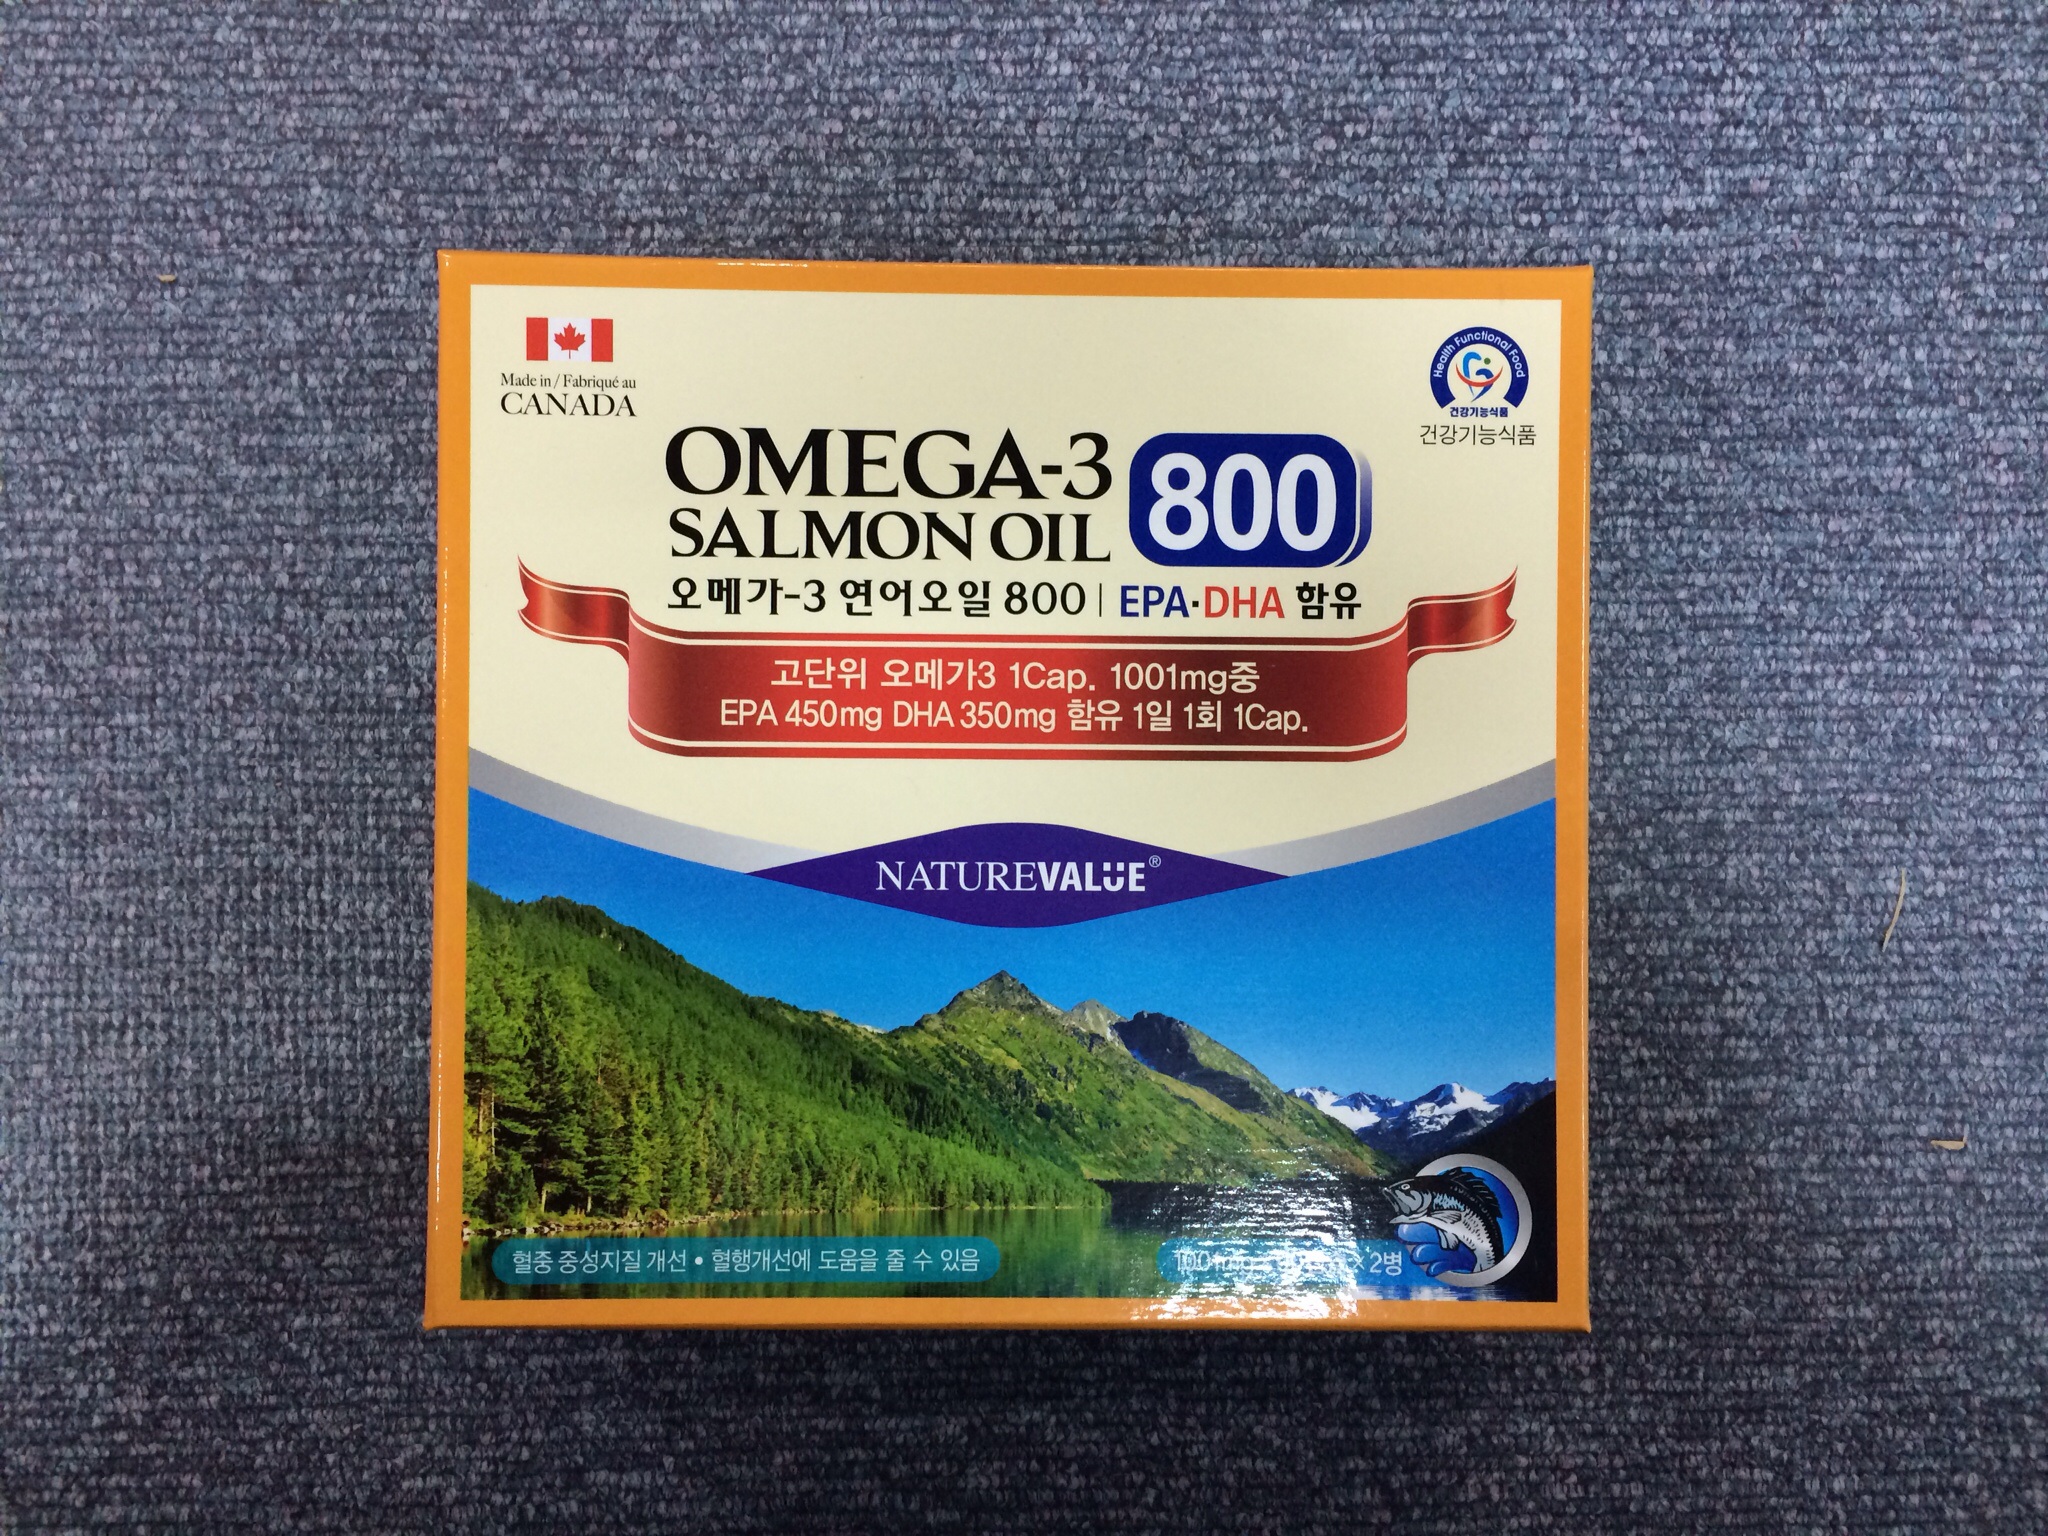 Made in / Fabriqué au
CANADA
Health Functional Food
건강기능식품
건강기능식품
OMEGA-3
SALMON OIL
800
오메가-3 연어오일 800 | EPA·DHA 함유
고단위 오메가3 1Cap. 1001mg중
EPA 450mg DHA 350mg 함유 1일 1회 1Cap.
NATUREVALUE®
혈중 중성지질 개선 • 혈행개선에 도움을 줄 수 있음
1001mg × 2병